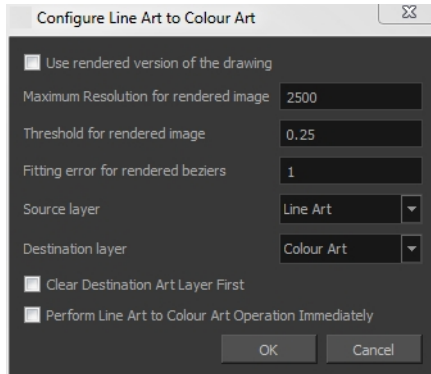 Configure Line Art to Colour Art
Use rendered version of the drawing
Maximum Resolution for rendered image 2500
Threshold for rendered image 0.25
Fitting error for rendered beziers 1
Source layer Line Art
Destination layer Colour Art
Clear Destination Art Layer First
Perform Line Art to Colour Art Operation Immediately
OK Cancel